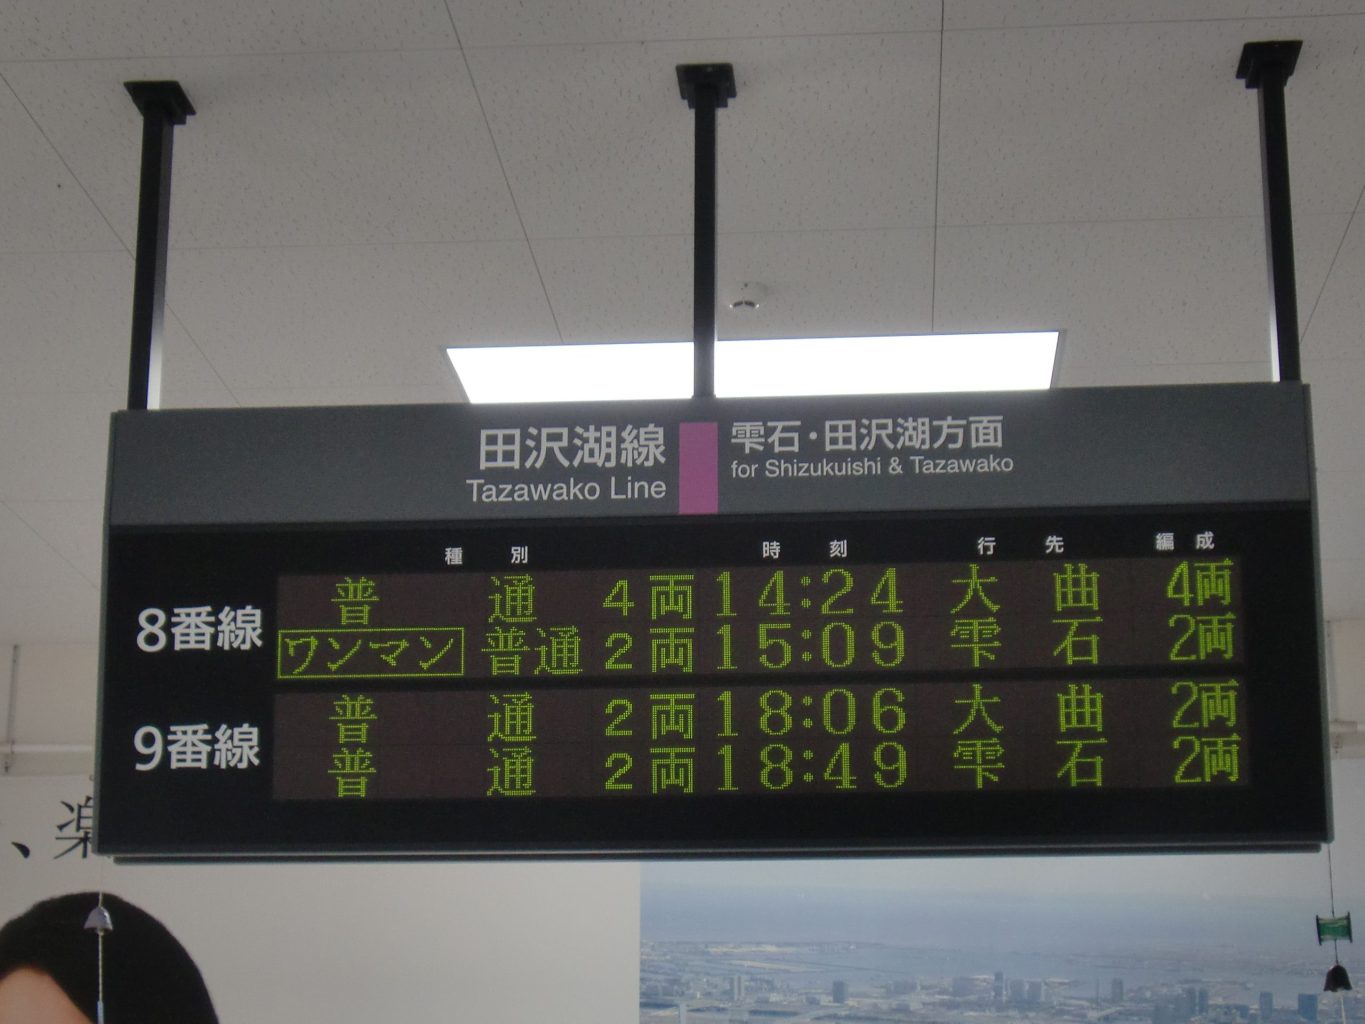 田沢湖線 雫石・田沢湖方面
Tazawako Line for Shizukuishi & Tazawako
種別 時刻 行先 編成
8番線 普通 4両 14:24 大曲 4両
ワンマン 普通 2両 15:09 雫石 2両
9番線 普通 2両 18:06 大曲 2両
普通 2両 18:49 雫石 2両
、楽